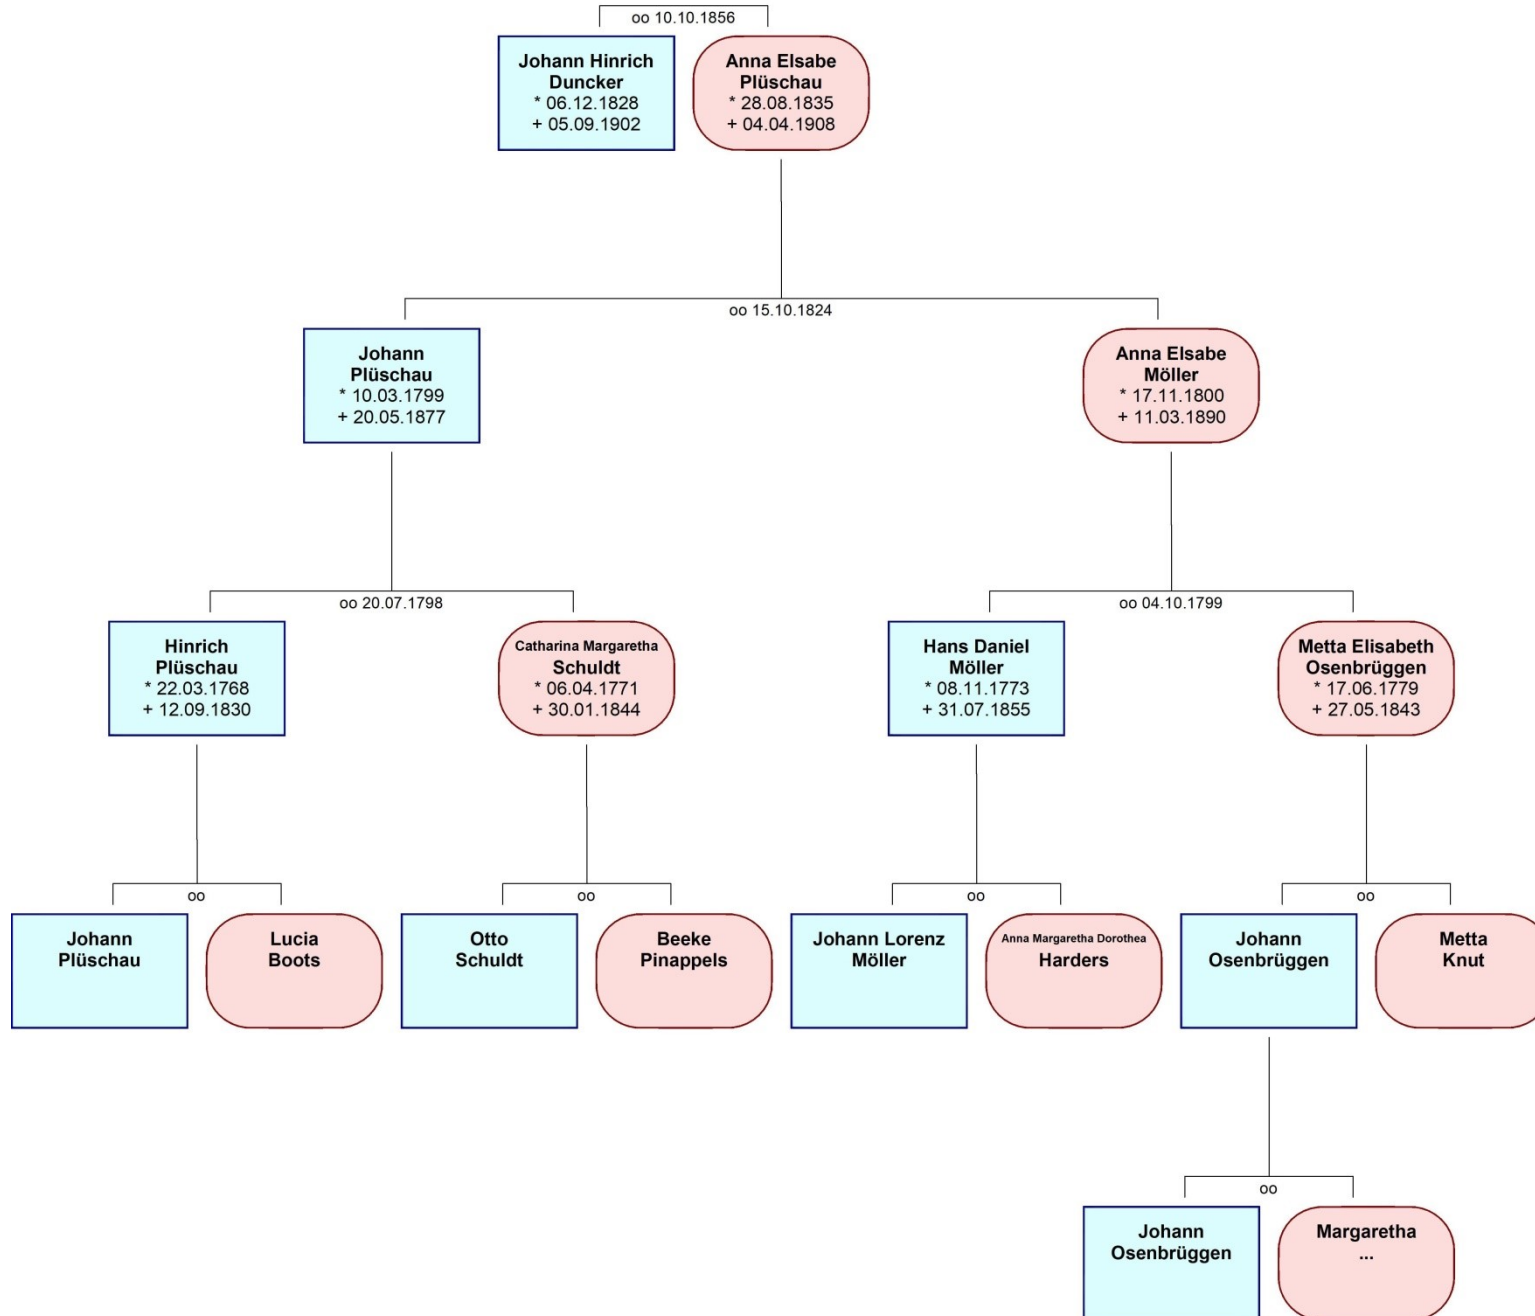 oo 10.10.1856
Johann Hinrich
Duncker
* 06.12.1828
+ 05.09.1902
Anna Elsabe
Plüschau
* 28.08.1835
+ 04.04.1908
oo 15.10.1824
Johann
Plüschau
* 10.03.1799
+ 20.05.1877
Anna Elsabe
Möller
* 17.11.1800
+ 11.03.1890
oo 20.07.1798
oo 04.10.1799
Hinrich
Plüschau
* 22.03.1768
+ 12.09.1830
Catharina Margaretha
Schuldt
* 06.04.1771
+ 30.01.1844
Hans Daniel
Möller
* 08.11.1773
+ 31.07.1855
Metta Elisabeth
Osenbrüggen
* 17.06.1779
+ 27.05.1843
oo
oo
oo
oo
Johann
Plüschau
Lucia
Boots
Otto
Schuldt
Beeke
Pinappels
Johann Lorenz
Möller
Anna Margaretha Dorothea
Harders
Johann
Osenbrüggen
Metta
Knut
oo
Johann
Osenbrüggen
Margaretha
...